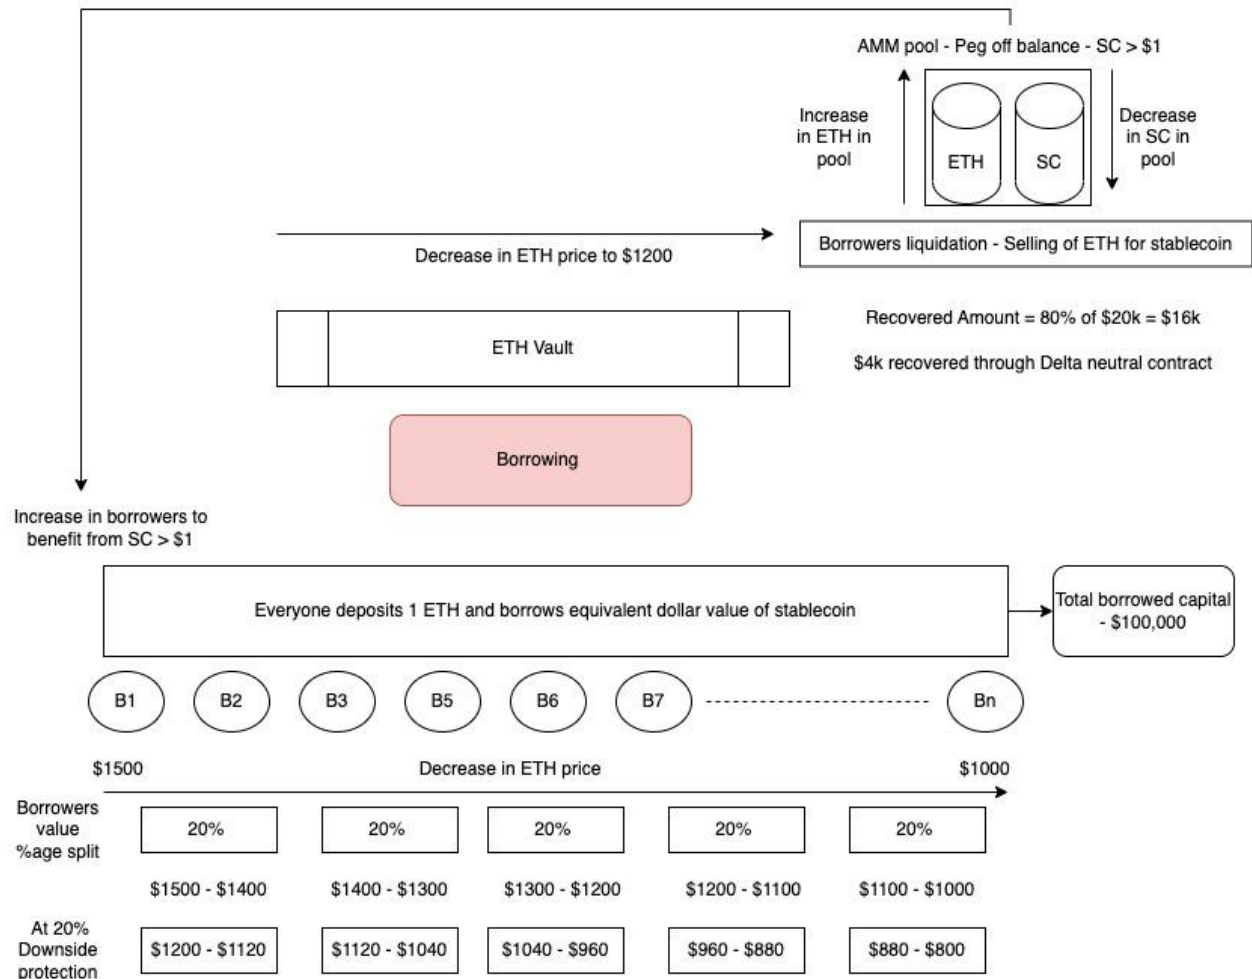 AMM pool - Peg off balance - SC > $1
Increase
in ETH in
pool
ETH
SC
Decrease
in SC in
pool
Decrease in ETH price to $1200
Borrowers liquidation - Selling of ETH for stablecoin
ETH Vault
Recovered Amount = 80% of $20k = $16k
$4k recovered through Delta neutral contract
Borrowing
Increase in borrowers to
benefit from SC > $1
Everyone deposits 1 ETH and borrows equivalent dollar value of stablecoin
Total borrowed capital
- $100,000
B1
B2
B3
B5
B6
B7
Bn
$1500
Decrease in ETH price
$1000
Borrowers
value
%age split
20%
20%
20%
20%
20%
$1500 - $1400
$1400 - $1300
$1300 - $1200
$1200 - $1100
$1100 - $1000
At 20%
Downside
protection
$1200 - $1120
$1120 - $1040
$1040 - $960
$960 - $880
$880 - $800